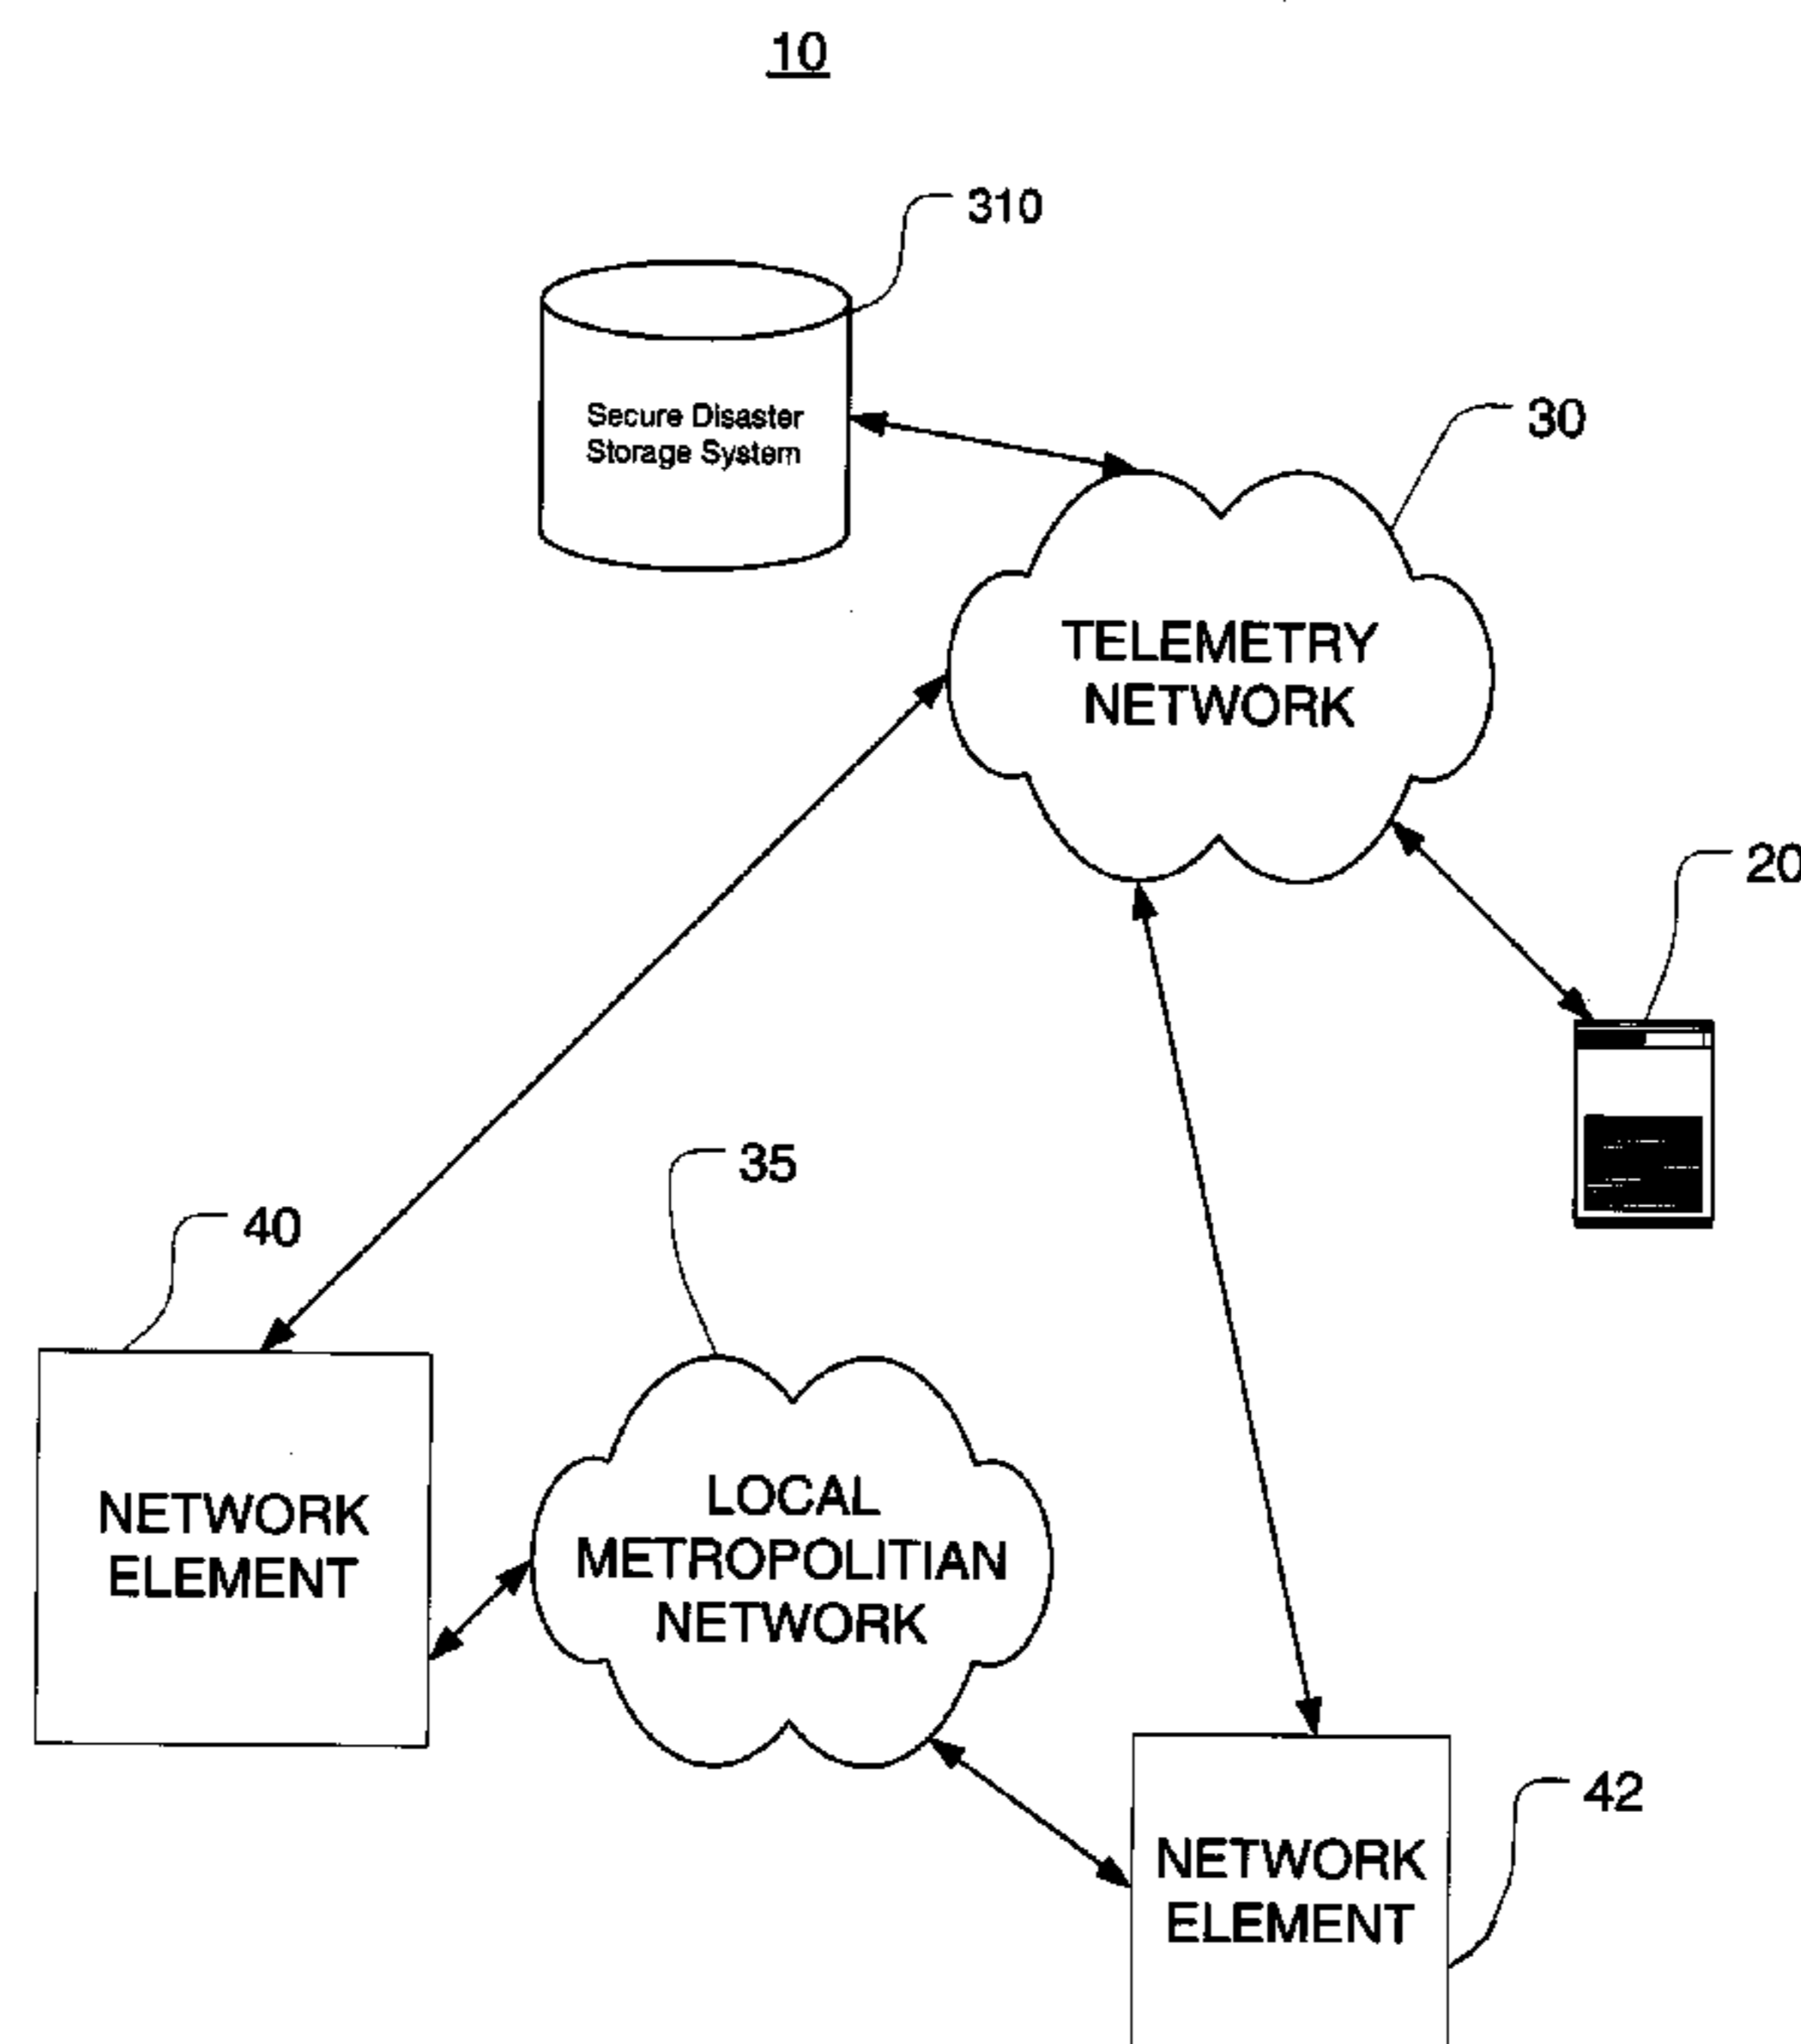 10
310
Secure Disaster
Storage System
30
TELEMETRY
NETWORK
20
35
40
LOCAL
METROPOLITIAN
NETWORK
NETWORK
ELEMENT
42
NETWORK
ELEMENT